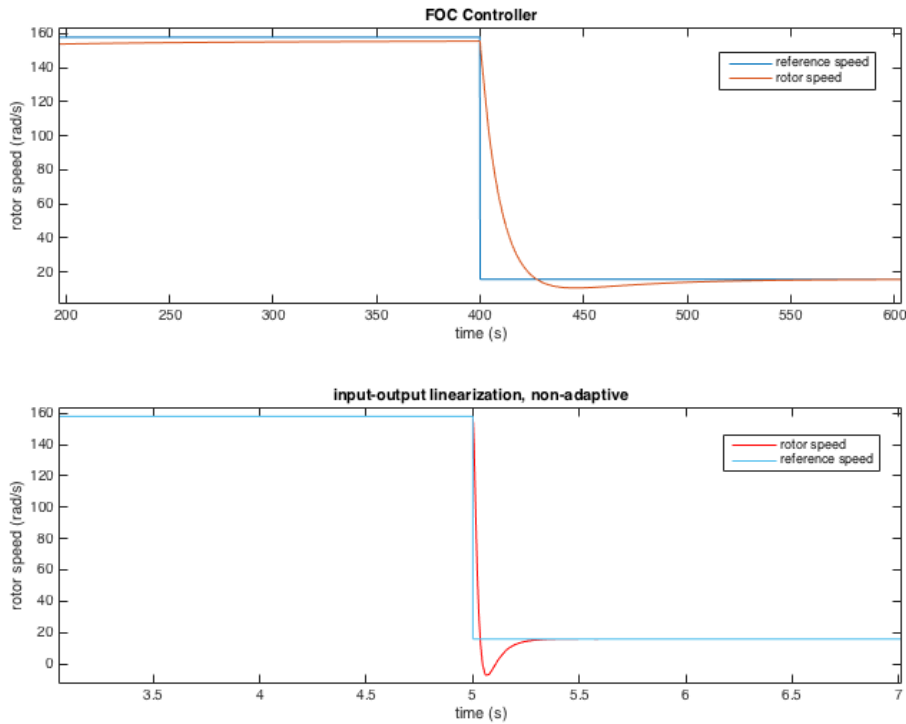 FOC Controller
160
140
120
100
80
60
40
20
rotor speed (rad/s)
reference speed
rotor speed
200 250 300 350 400 450 500 550 600
time (s)
input-output linearization, non-adaptive
160
140
120
100
80
60
40
20
0
rotor speed (rad/s)
rotor speed
reference speed
3.5 4 4.5 5 5.5 6 6.5 7
time (s)